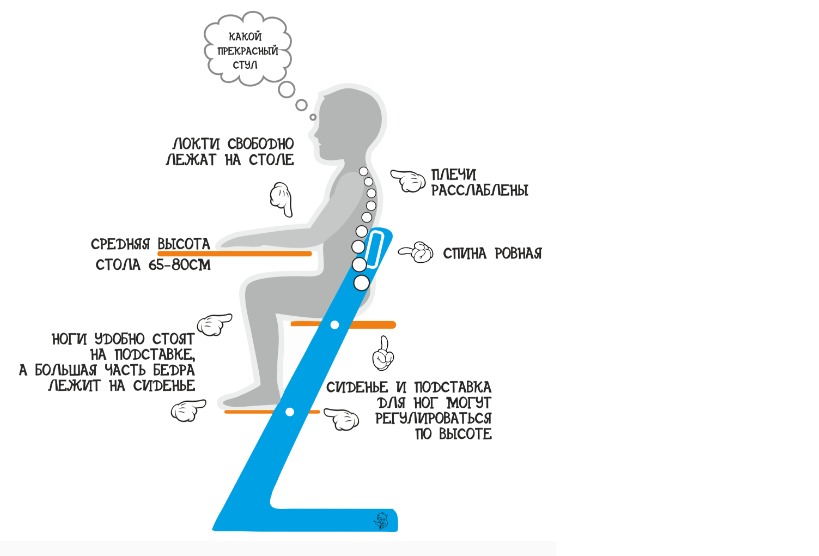 КАКОЙ
ПРЕКРАСНЫЙ
СТУЛ
ЛОКТИ СВОБОДНО
ЛЕЖАТ НА СТОЛЕ
ПЛЕЧИ
РАССЛАБЛЕНЫ
СРЕДНЯЯ ВЫСОТА
СТОЛА 65-80СМ
СПИНА РОВНАЯ
НОГИ УДОБНО СТОЯТ
НА ПОДСТАВКЕ,
А БОЛЬШАЯ ЧАСТЬ БЕДРА
ЛЕЖИТ НА СИДЕНЬЕ
СИДЕНЬЕ И ПОДСТАВКА
ДЛЯ НОГ МОГУТ
РЕГУЛИРОВАТЬСЯ
ПО ВЫСОТЕ